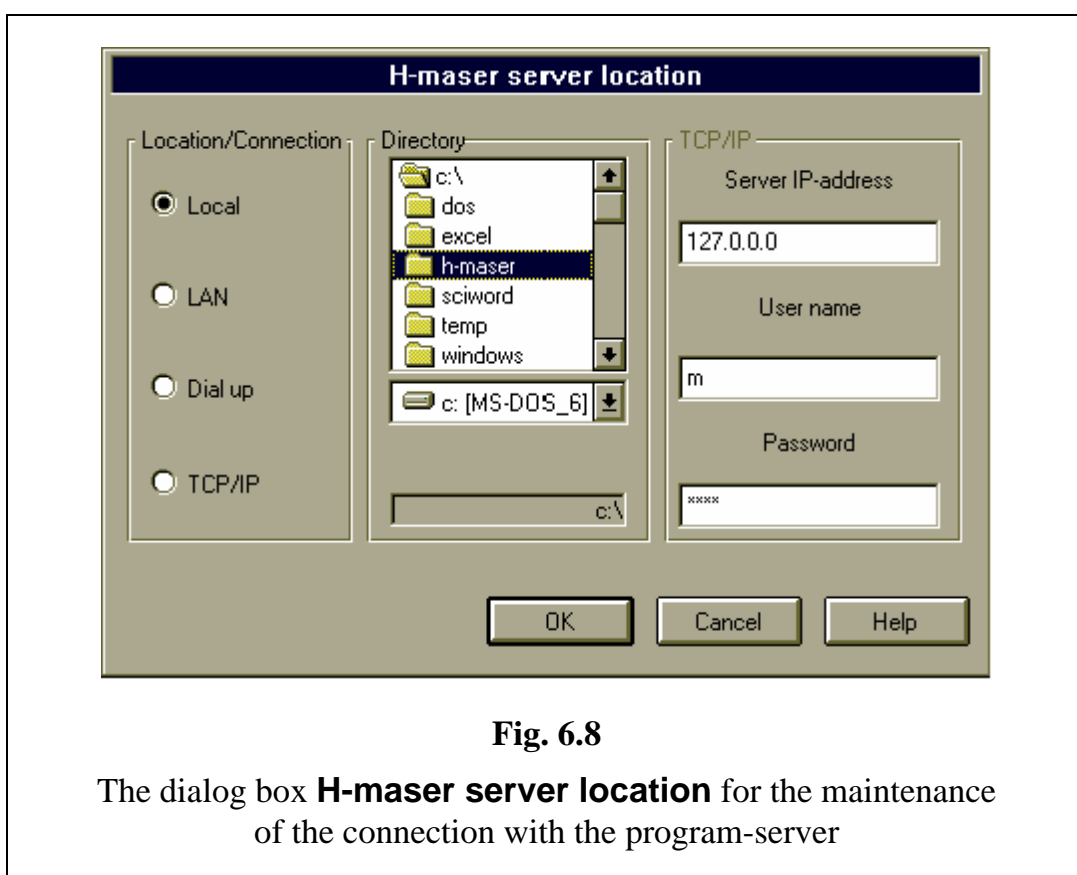 H-maser server location
Location/Connection
Local
LAN
Dial up
TCP/IP
Directory
c:\
dos
excel
h-maser
sciword
temp
windows
c: [MS-DOS_6]
c:\
TCP/IP
Server IP-address
127.0.0.0
User name
m
Password
****
OK
Cancel
Help
Fig. 6.8
The dialog box H-maser server location for the maintenance
of the connection with the program-server